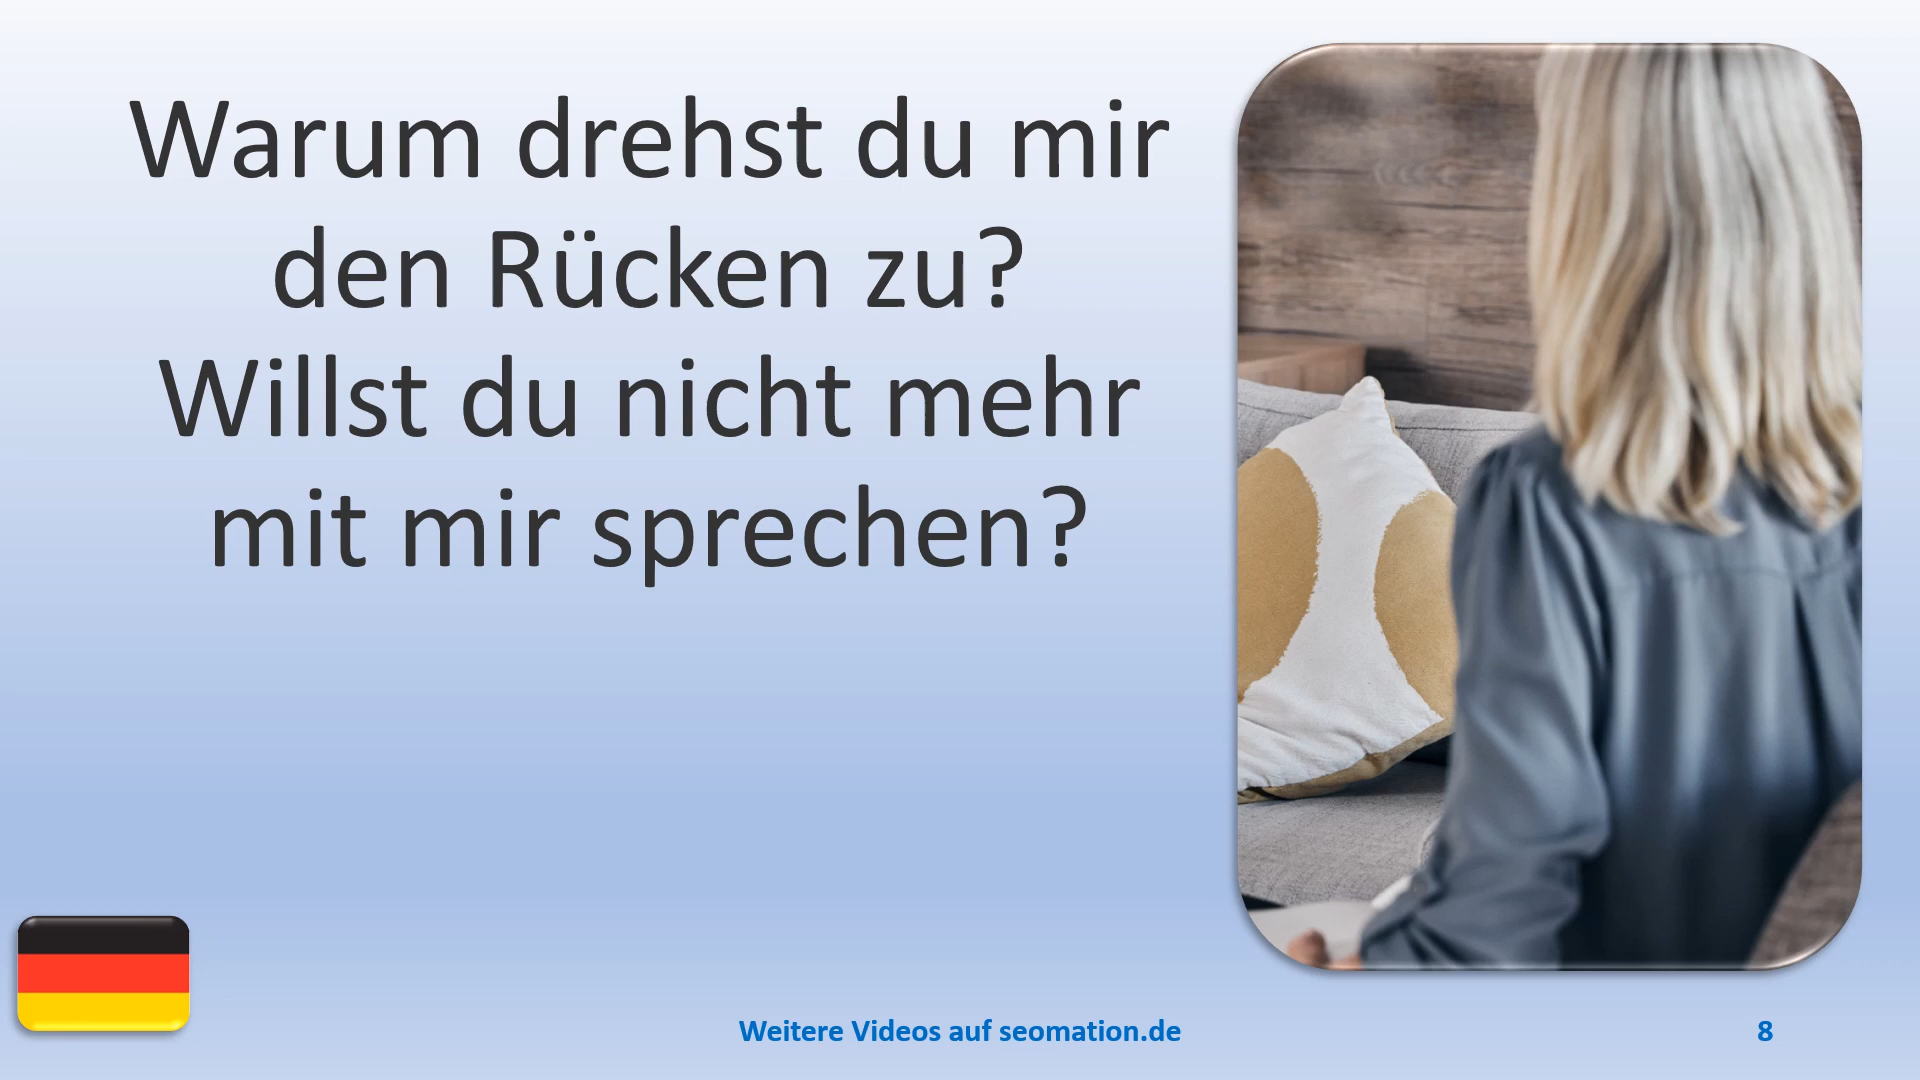 Warum drehst du mir
den Rücken zu?
Willst du nicht mehr
mit mir sprechen?
Weitere Videos auf seomation.de
8